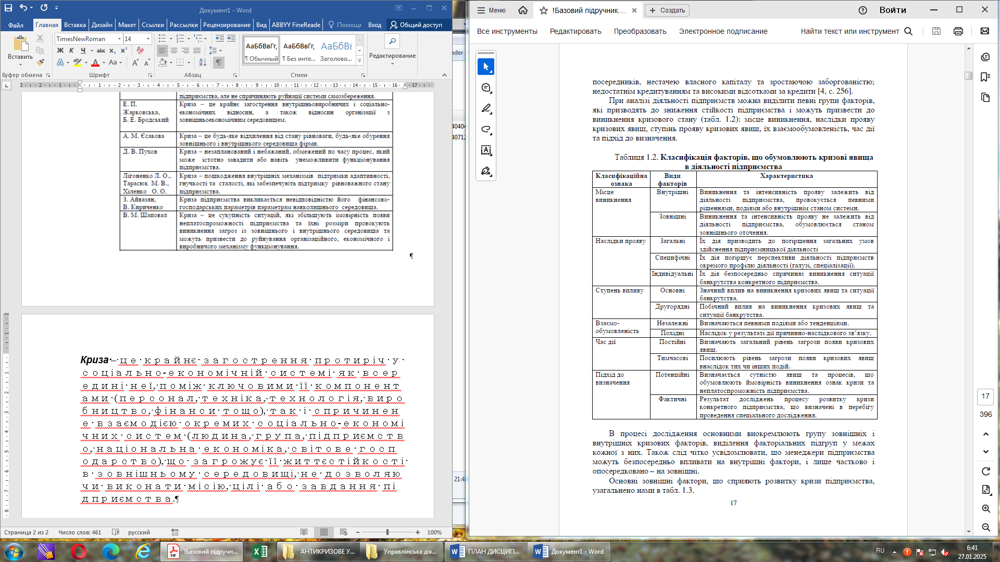 Документ1 - Word
Файл Главная Вставка Дизайн Макет Ссылки Рассылки Рецензирование Вид ABBYY FineReade Помощь Вход Общий доступ
TimesNewRoman 14
Вставить
Ж К Ч abc x₂ x²
АаБбВвГг, АаБбВвГг, АаБбВв
¶ Обычный ¶ Без инте... Заголово...
Редактирование
Буфер обмена Шрифт Абзац Стили
підприємства, але не спричиняють руйнації системи самозбереження.
Е. П. Жарковська, Б. Е. Бродський
Криза – це крайнє загострення внутрішньовиробничих і соціально-
економічних відносин, а також відносин організації з
зовнішньоекономічним середовищем.
А. М. Єсакова
Криза – це будь-яке відхилення від стану рівноваги, будь-яке обурення
зовнішнього і внутрішнього середовища фірми.
Д. В. Пухов
Криза – незапланований і небажаний, обмежений по часу процес, який
може істотно завадити або навіть унеможливити функціонування
підприємства.
Лігоненко Л. О., Тарасюк М. В., Хіленко О. О.
Криза – пошкодження внутрішніх механізмів підтримки адаптивності,
гнучкості та сталості, які забезпечують підтримку рівноважного стану
підприємства.
З. Айвазян, В. Кириченко
Криза підприємства викликається невідповідністю його фінансово-
господарських параметрів параметрам навколишнього середовища.
В. М. Шаповал
Криза – це сукупність ситуацій, які збільшують імовірність появи
неплатоспроможності підприємства та їхні розміри провокують
виникнення загроз із зовнішнього і внутрішнього середовища та
можуть призвести до руйнування організаційного, економічного і
виробничого механізму функціонування.
¶
Криза – це крайнє загострення протиріч у
соціально-економічній системі як всер
едині неї, поміж ключовими її компонент
ами (персонал, техніка, технологія, виро
бництво, фінанси тощо), так і спричинен
е взаємодією окремих соціально-економі
чних систем (людина, група, підприємств
о, національна економіка, світове госп
одарство), що загрожує її життєстійкості
в зовнішньому середовищі, не дозволяю
чи виконати місію, цілі або завдання пі
дприємства.¶
Страница 2 из 2 Число слов: 461 русский 100%
ader
40404
40712
21:4
Меню !Базовий підручник.... Создать Войти
Все инструменты Редактировать Преобразовать Электронное подписание Найти текст или инструмент
посередників, нестачею власного капіталу та зростаючою заборгованістю;
недостатнім кредитуванням та високими відсотками за кредити [4, с. 256].
При аналізі діяльності підприємств можна виділити певні групи факторів,
які призводять до зниження стійкості підприємства і можуть призвести до
виникнення кризового стану (табл. 1.2): місце виникнення, наслідки прояву
кризових явищ, ступінь прояву кризових явищ, їх взаємообумовленість, час дії
та підхід до визначення.
Таблиця 1.2. Класифікація факторів, що обумовлюють кризові явища
в діяльності підприємства
Класифікаційна ознака Види факторів Характеристика
Місце виникнення
Внутрішні
Виникнення та інтенсивність прояву залежить від
діяльності підприємства, провокується певними
рішеннями, подіями або внутрішнім станом системи.
Зовнішні
Виникнення та інтенсивність прояву не залежить від
діяльності підприємства, обумовлюється станом
зовнішнього оточення.
Наслідки прояву
Загальні
Їх дія призводить до погіршення загальних умов
здійснення підприємницької діяльності
Специфічні
Їх дія погіршує перспективи діяльності підприємств
окремого профілю діяльності (галузі, спеціалізації).
Індивідуальні
Їх дія безпосередньо спричиняє виникнення ситуації
банкрутства конкретного підприємства.
Ступень впливу
Основні
Значний вплив на виникнення кризових явищ та ситуації
банкрутства.
Другорядні
Побічний вплив на виникнення кризових явищ та
ситуації банкрутства.
Взаємо-обумовленість
Незалежні
Визначаються певними подіями або тенденціями.
Похідні
Наслідок у результаті дії причинно-наслідкового зв’язку.
Час дії
Постійні
Визначають загальний рівень загрози появи кризових
явищ.
Тимчасові
Посилюють рівень загрози появи кризових явищ
внаслідок тих чи інших подій.
Підхід до визначення
Потенційні
Визначається сутністю явищ та процесів, що
обумовлюють ймовірність виникнення ознак кризи та
неплатоспроможність підприємства.
Фактичні
Результат досліджень процесу розвитку кризи
конкретного підприємства, що визначені в перебігу
проведення спеціального дослідження.
В процесі дослідження основними виокремлюють групу зовнішніх і
внутрішніх кризових факторів, виділення факторіальних підгруп у межах
кожної з них. Також слід чітко усвідомлювати, що менеджери підприємства
можуть безпосередньо впливати на внутрішні фактори, і лише частково і
опосередковано – на зовнішні.
Основні зовнішні фактори, що сприяють розвитку кризи підприємства,
узагальнено нами в табл. 1.3.
17
17
396
!Базовий підручн... АНТИКРИЗОВЕ У... Управлінська дія... ПЛАН ДИСЦИП... Документ1 - Word RU 6:41
27.01.2025